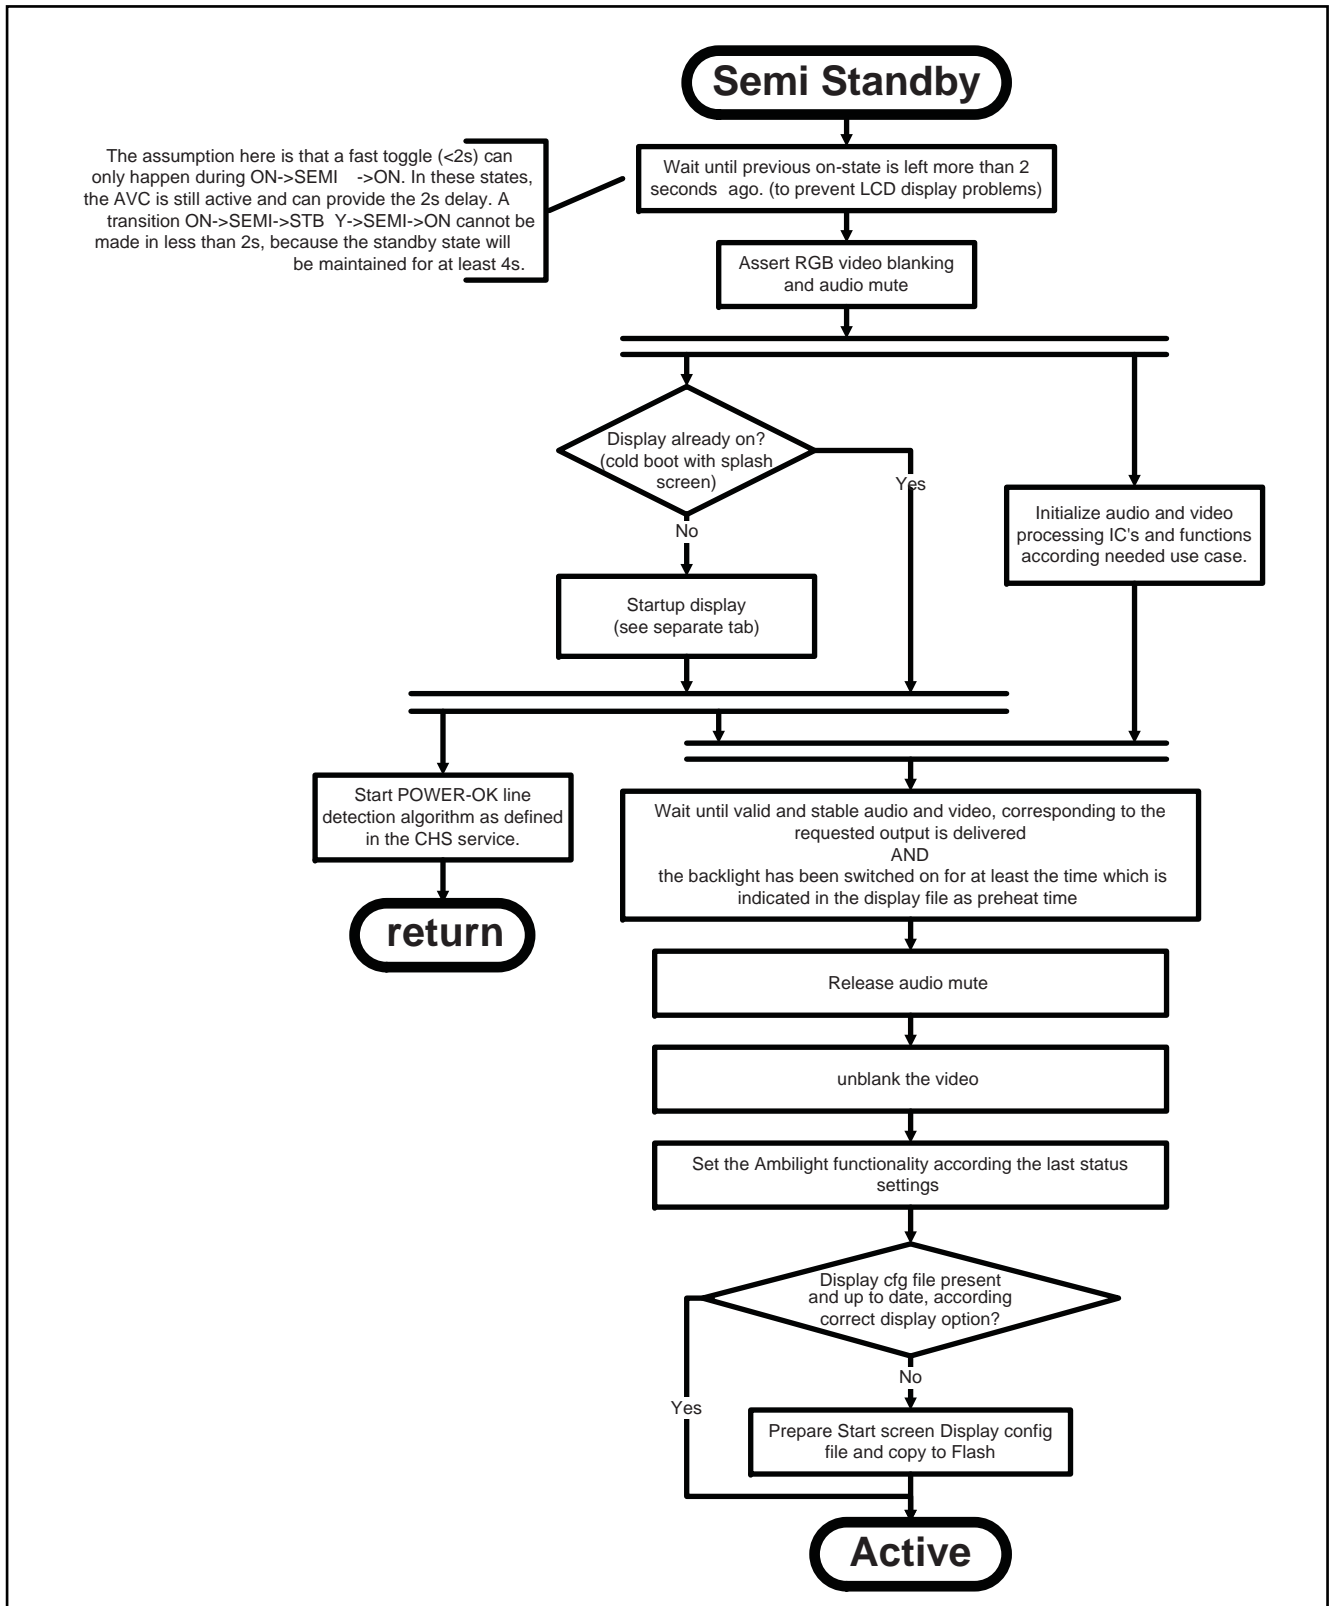 Semi Standby
The assumption here is that a fast toggle (<2s) can
only happen during ON->SEMI ->ON. In these states,
the AVC is still active and can provide the 2s delay. A
transition ON->SEMI->STB Y->SEMI->ON cannot be
made in less than 2s, because the standby state will
be maintained for at least 4s.
Wait until previous on-state is left more than 2
seconds ago. (to prevent LCD display problems)
Assert RGB video blanking
and audio mute
Display already on?
(cold boot with splash
screen)
Yes
No
Initialize audio and video
processing IC's and functions
according needed use case.
Startup display
(see separate tab)
Start POWER-OK line
detection algorithm as defined
in the CHS service.
return
Wait until valid and stable audio and video, corresponding to the
requested output is delivered
AND
the backlight has been switched on for at least the time which is
indicated in the display file as preheat time
Release audio mute
unblank the video
Set the Ambilight functionality according the last status
settings
Display cfg file present
and up to date, according
correct display option?
No
Yes
Prepare Start screen Display config
file and copy to Flash
Active